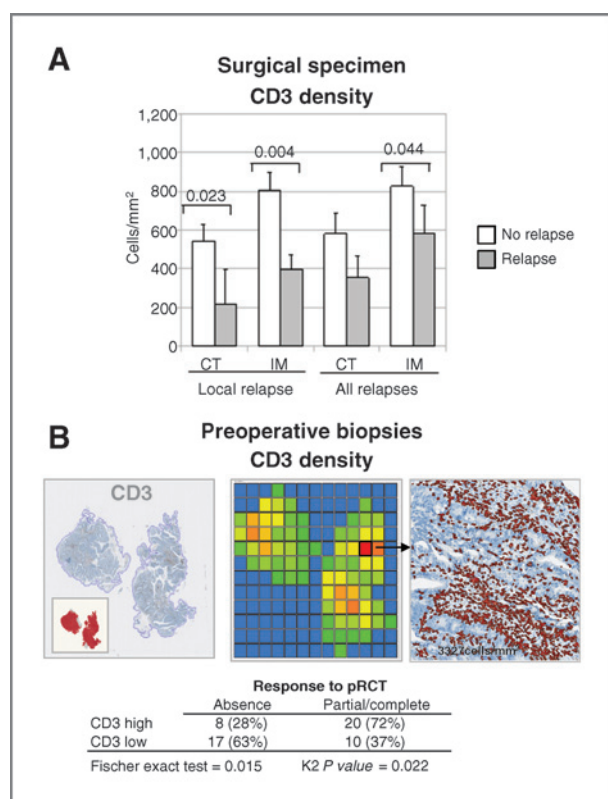 A
Surgical specimen
CD3 density
1,200
1,000
800
600
400
200
0
Cells/mm²
0.023
0.004
0.044
CT
IM
CT
IM
Local relapse
All relapses
No relapse
Relapse
B
Preoperative biopsies
CD3 density
CD3
3327cells/mm
Response to pRCT
Absence Partial/complete
CD3 high 8 (28%) 20 (72%)
CD3 low 17 (63%) 10 (37%)
Fischer exact test = 0.015 K2 P value = 0.022